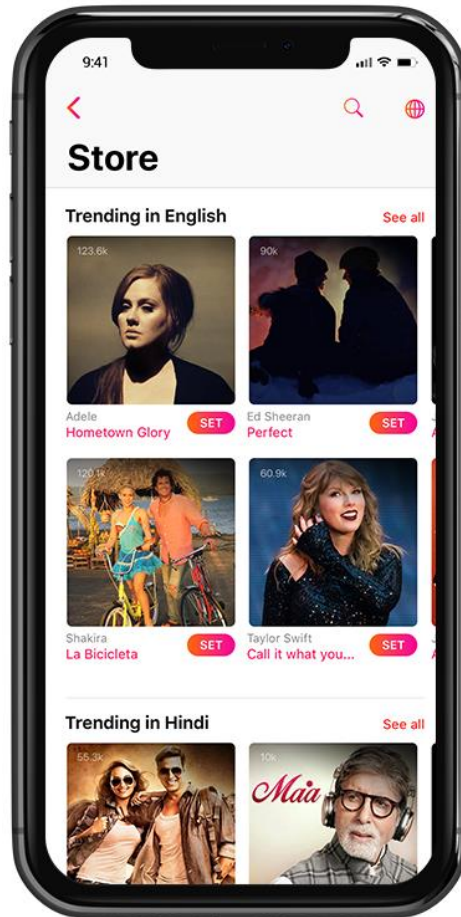 9:41
Store
Trending in English See all
123.6k 90k
Adele Ed Sheeran
Hometown Glory SET Perfect SET
120.1k 60.9k
Shakira Taylor Swift
La Bicicleta SET Call it what you... SET
Trending in Hindi See all
55.3k 10k
Maa